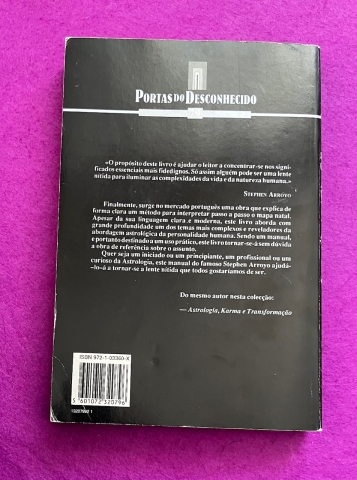 PORTAS DO DESCONHECIDO
«O propósito deste livro é ajudar o leitor a concentrar-se nos signi-
ficados essenciais mais fidedignos. Só assim alguém pode ser uma lente
nítida para iluminar as complexidades da vida e da natureza humana.»
STEPHEN ARROYO
Finalmente, surge no mercado português uma obra que explica de
forma clara um método para interpretar passo a passo o mapa natal.
Apesar da sua linguagem clara e moderna, este livro aborda com
grande profundidade um dos temas mais complexos e reveladores da
abordagem astrológica da personalidade humana. Sendo um manual,
e portanto destinado a um uso prático, este livro tornar-se-á sem dúvida
a obra de referência sobre o assunto.
Quer seja um iniciado ou um principiante, um profissional ou um
curioso da Astrologia, este manual do famoso Stephen Arroyo ajudá-
-lo-á a tornar-se a lente nítida que todos gostaríamos de ser.
Do mesmo autor nesta colecção:
— Astrologia, Karma e Transformação
ISBN 972-1-03360-X
5 601072 320796